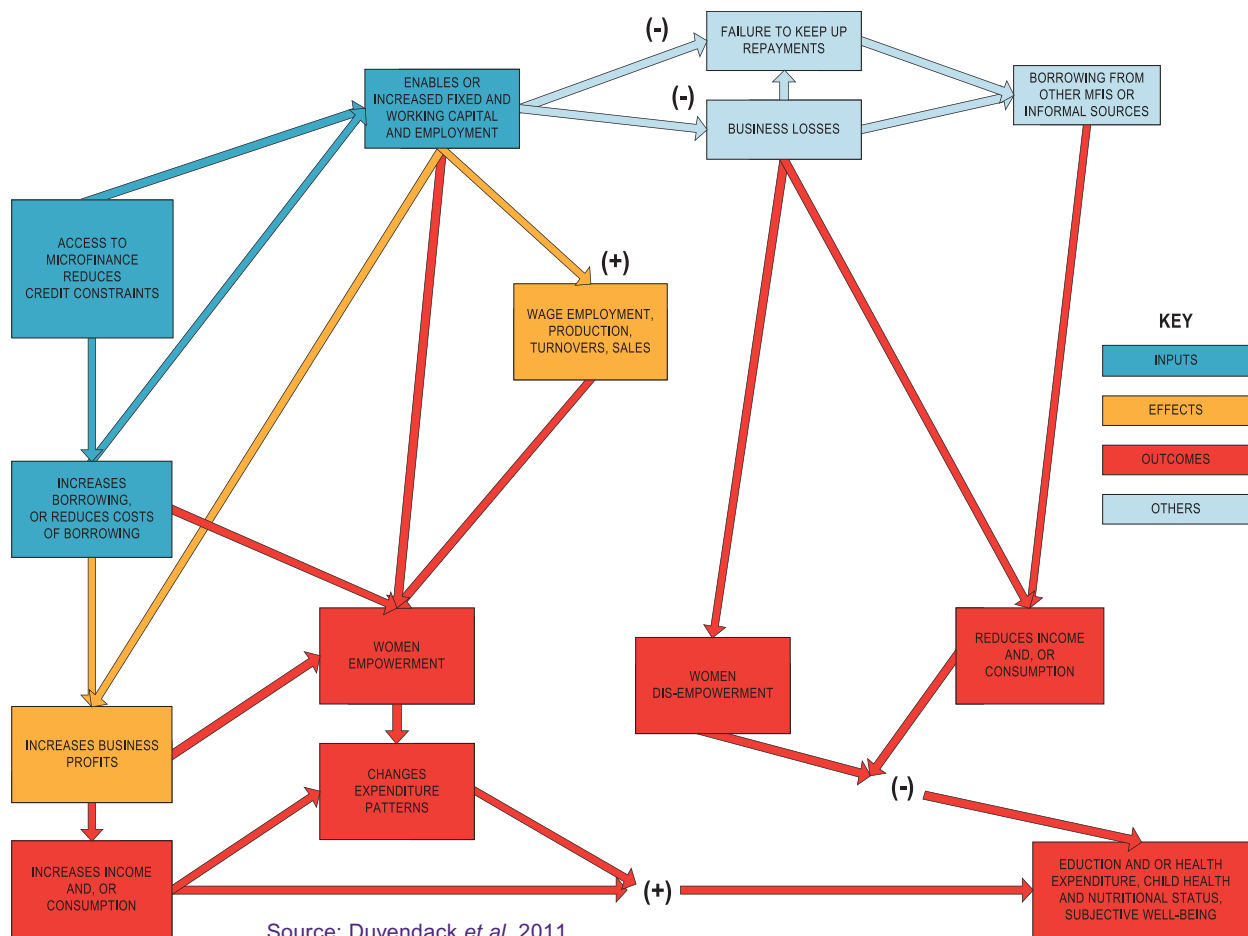 (-)
FAILURE TO KEEP UP
REPAYMENTS
ENABLES OR
INCREASED FIXED AND
WORKING CAPITAL
AND EMPLOYMENT
(-)
BUSINESS LOSSES
BORROWING FROM
OTHER MFIS OR
INFORMAL SOURCES
ACCESS TO
MICROFINANCE
REDUCES
CREDIT CONSTRAINTS
(+)
WAGE EMPLOYMENT,
PRODUCTION,
TURNOVERS, SALES
KEY
INPUTS
EFFECTS
OUTCOMES
OTHERS
INCREASES
BORROWING,
OR REDUCES COSTS
OF BORROWING
WOMEN
EMPOWERMENT
WOMEN
DIS-EMPOWERMENT
REDUCES INCOME
AND, OR
CONSUMPTION
INCREASES BUSINESS
PROFITS
CHANGES
EXPENDITURE
PATTERNS
(-)
INCREASES INCOME
AND, OR
CONSUMPTION
(+)
EDUCTION AND OR HEALTH
EXPENDITURE, CHILD HEALTH
AND NUTRITIONAL STATUS,
SUBJECTIVE WELL-BEING
Source: Duvendack et al, 2011